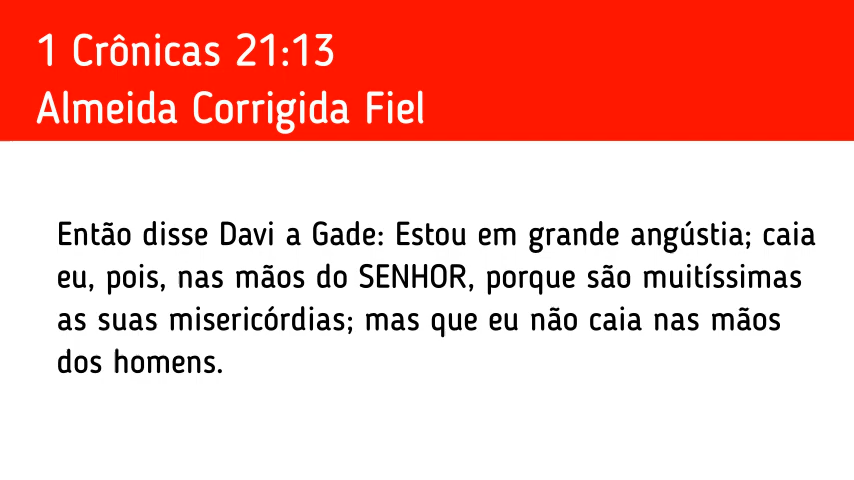 1 Crônicas 21:13
Almeida Corrigida Fiel
Então disse Davi a Gade: Estou em grande angústia; caia
eu, pois, nas mãos do SENHOR, porque são muitíssimas
as suas misericórdias; mas que eu não caia nas mãos
dos homens.